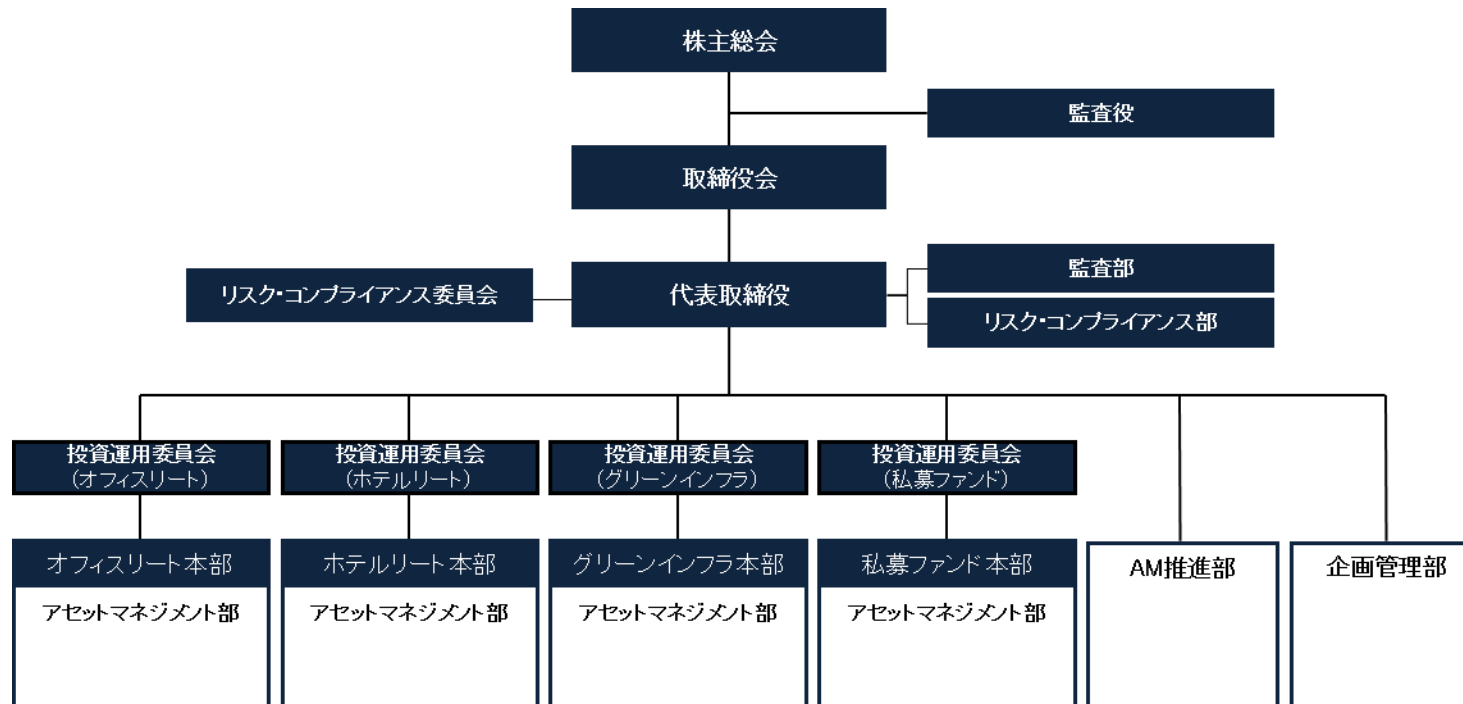 株主総会
監査役
取締役会
監査部
リスク・コンプライアンス委員会
代表取締役
リスク・コンプライアンス部
投資運用委員会
(オフィスリート)
投資運用委員会
(ホテルリート)
投資運用委員会
(グリーンインフラ)
投資運用委員会
(私募ファンド)
オフィスリート本部
アセットマネジメント部
ホテルリート本部
アセットマネジメント部
グリーンインフラ本部
アセットマネジメント部
私募ファンド本部
アセットマネジメント部
AM推進部
企画管理部